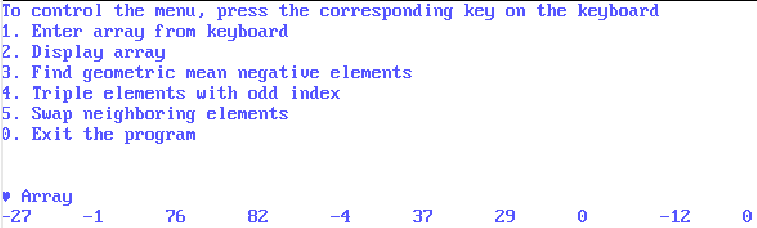 To control the menu, press the corresponding key on the keyboard
1. Enter array from keyboard
2. Display array
3. Find geometric mean negative elements
4. Triple elements with odd index
5. Swap neighboring elements
0. Exit the program
♥ Array
-27 -1 76 82 -4 37 29 0 -12 0